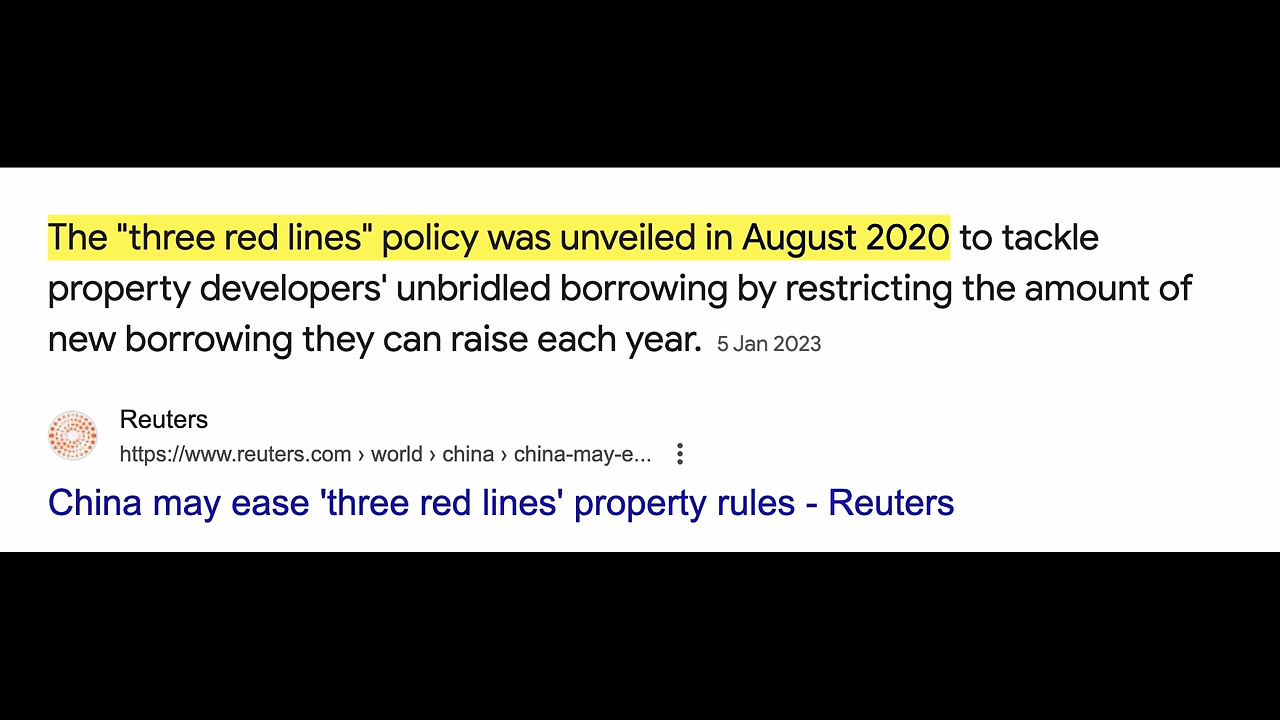 The "three red lines" policy was unveiled in August 2020 to tackle
property developers' unbridled borrowing by restricting the amount of
new borrowing they can raise each year. 5 Jan 2023
Reuters
https://www.reuters.com › world › china › china-may-e...
China may ease 'three red lines' property rules - Reuters